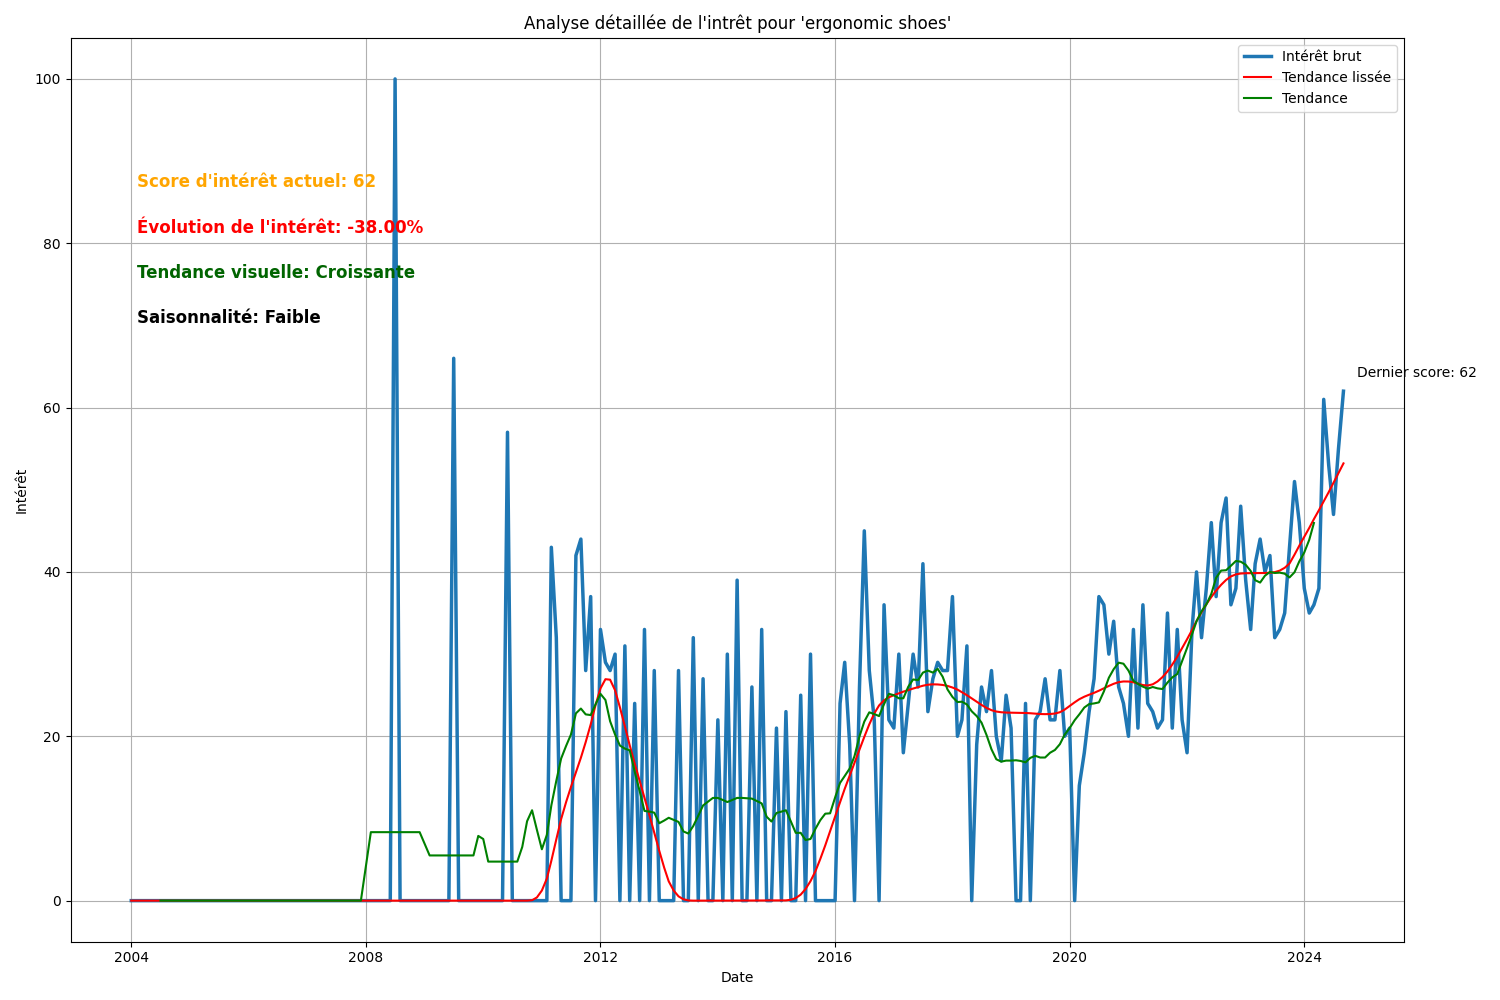 Analyse détaillée de l'intrêt pour 'ergonomic shoes'
Intérêt brut
Tendance lissée
Tendance
100
80
60
40
20
0
Intérêt
Score d'intérêt actuel: 62
Évolution de l'intérêt: -38.00%
Tendance visuelle: Croissante
Saisonnalité: Faible
Dernier score: 62
2004
2008
2012
2016
2020
2024
Date